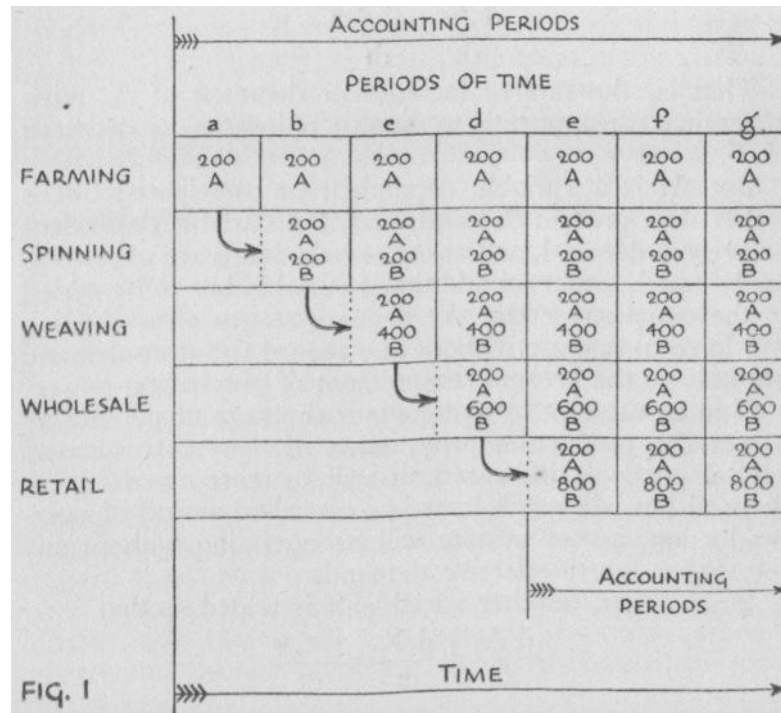 ACCOUNTING PERIODS
PERIODS OF TIME
a b c d e f g
FARMING
200 200 200 200 200 200 200
A A A A A A A
SPINNING
200 200 200 200 200 200
A A A A A A
200 200 200 200 200 200
B B B B B B
WEAVING
200 200 200 200 200
A A A A A
400 400 400 400 400
B B B B B
WHOLESALE
200 200 200 200
A A A A
600 600 600 600
B B B B
RETAIL
200 200 200
A A A
800 800 800
B B B
ACCOUNTING
PERIODS
TIME
FIG. 1